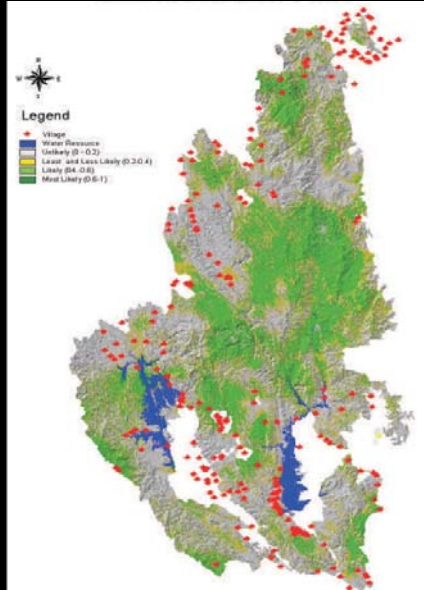 N
W E
S
Legend
Village
Water Resource
Unlikely (0 - 0.2)
Least and Less Likely (0.2-0.4)
Likely (0.4 -0.6)
Most Likely (0.6-1)